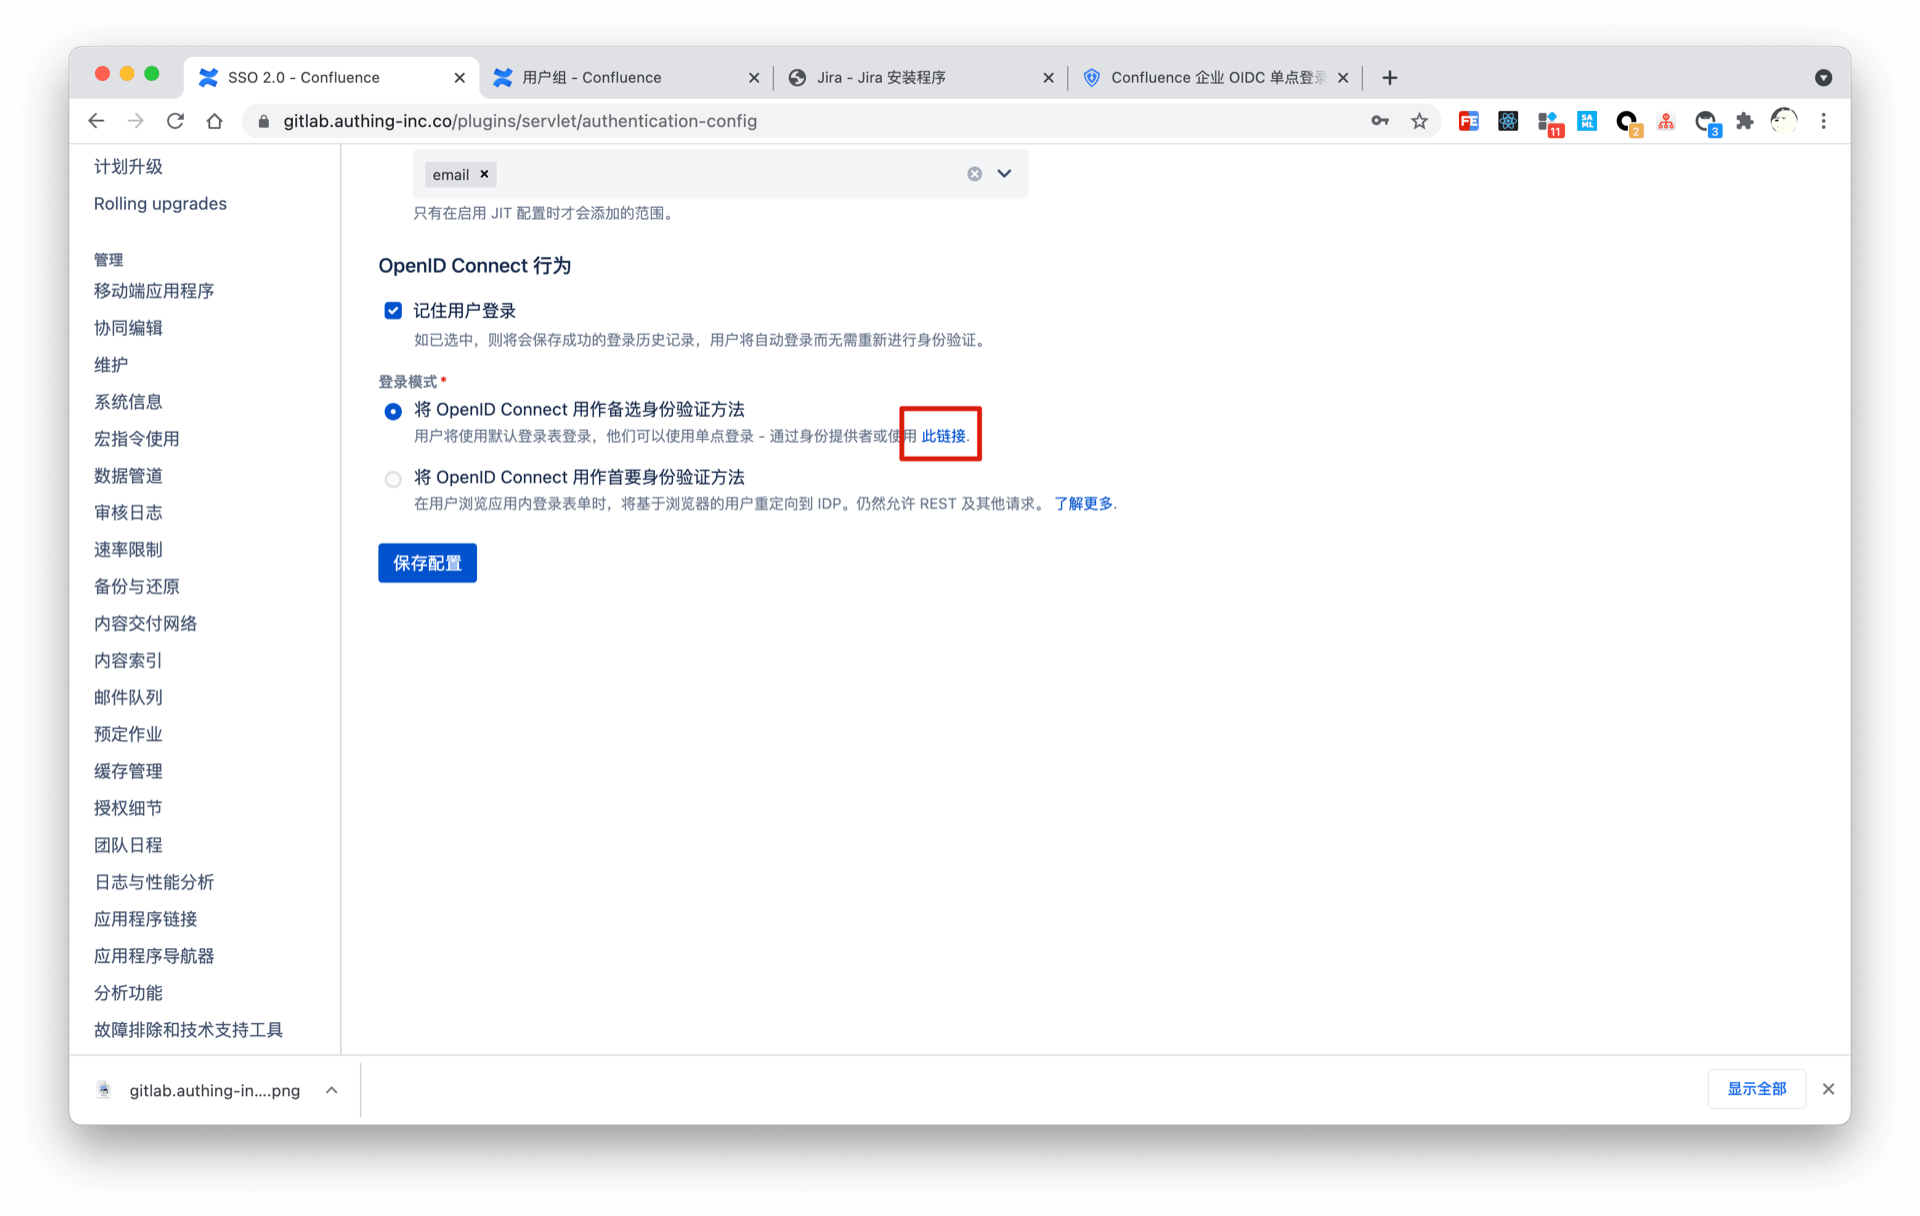 SSO 2.0 - Confluence
用户组 - Confluence
Jira - Jira 安装程序
Confluence 企业 OIDC 单点登录
gitlab.authing-inc.co/plugins/servlet/authentication-config
FE
11
SA
ML
2
3
计划升级
Rolling upgrades
管理
移动端应用程序
协同编辑
维护
系统信息
宏指令使用
数据管道
审核日志
速率限制
备份与还原
内容交付网络
内容索引
邮件队列
预定作业
缓存管理
授权细节
团队日程
日志与性能分析
应用程序链接
应用程序导航器
分析功能
故障排除和技术支持工具
email
只有在启用 JIT 配置时才会添加的范围。
OpenID Connect 行为
记住用户登录
如已选中，则将会保存成功的登录历史记录，用户将自动登录而无需重新进行身份验证。
登录模式*
将 OpenID Connect 用作备选身份验证方法
用户将使用默认登录表登录，他们可以使用单点登录 - 通过身份提供者或使用 此链接.
将 OpenID Connect 用作首要身份验证方法
在用户浏览应用内登录表单时，将基于浏览器的用户重定向到 IDP。仍然允许 REST 及其他请求。 了解更多.
保存配置
gitlab.authing-in....png
显示全部